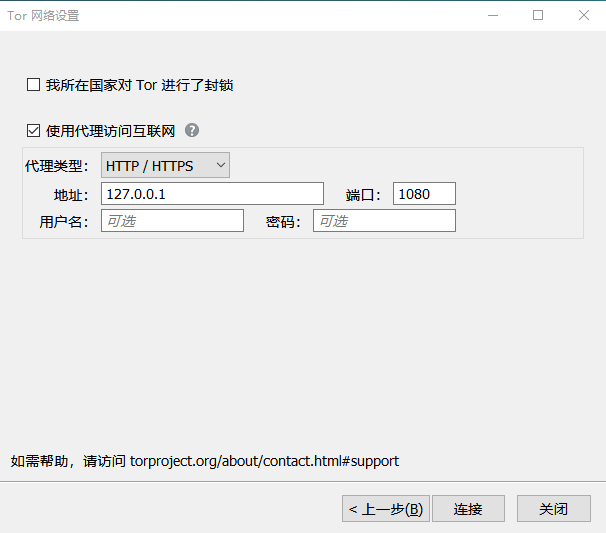 Tor 网络设置
我所在国家对 Tor 进行了封锁
使用代理访问互联网 ?
代理类型： HTTP / HTTPS
地址： 127.0.0.1 端口： 1080
用户名： 可选 密码： 可选
如需帮助，请访问 torproject.org/about/contact.html#support
< 上一步(B) 连接 关闭